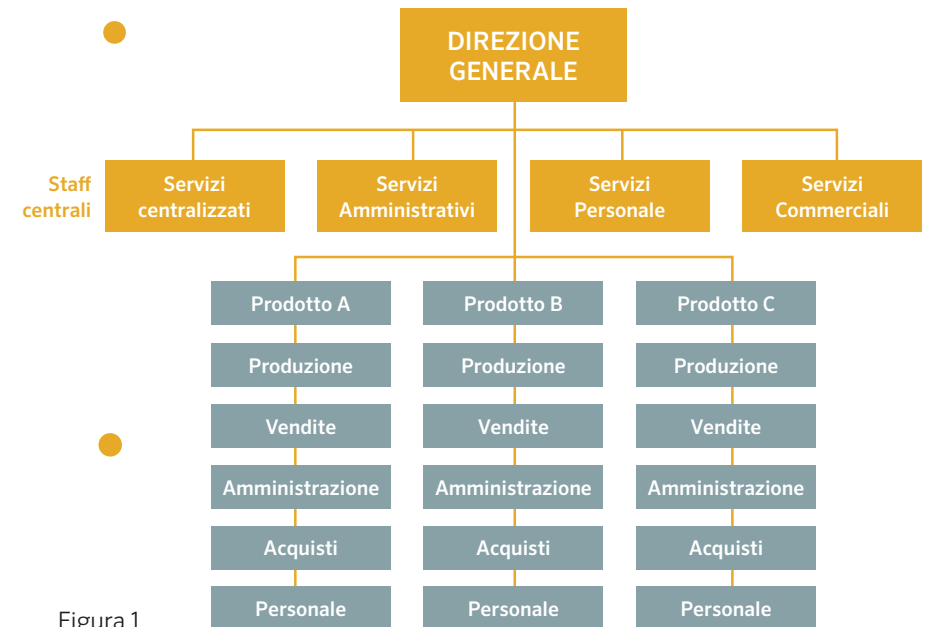 DIREZIONE
GENERALE
Staff
centrali
Servizi
centralizzati
Servizi
Amministrativi
Servizi
Personale
Servizi
Commerciali
Prodotto A
Prodotto B
Prodotto C
Produzione
Produzione
Produzione
Vendite
Vendite
Vendite
Amministrazione
Amministrazione
Amministrazione
Acquisti
Acquisti
Acquisti
Personale
Personale
Personale
Figura 1